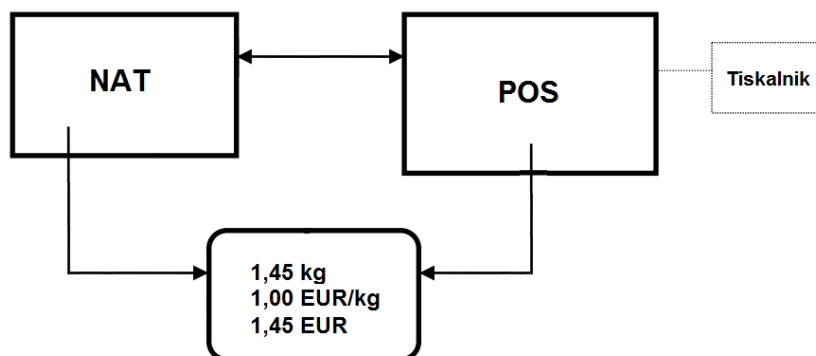 NAT
POS
Tiskalnik
1,45 kg
1,00 EUR/kg
1,45 EUR